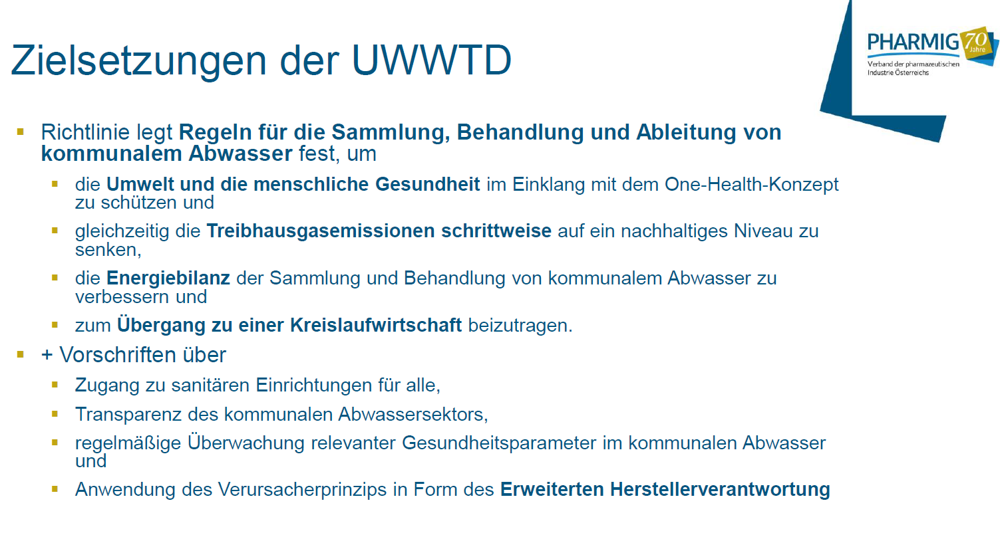 Zielsetzungen der UWWTD
PHARMIG
70
Jahre
Verband der pharmazeutischen
Industrie Österreichs
▪ Richtlinie legt Regeln für die Sammlung, Behandlung und Ableitung von
kommunalem Abwasser fest, um
▪ die Umwelt und die menschliche Gesundheit im Einklang mit dem One-Health-Konzept
zu schützen und
▪ gleichzeitig die Treibhausgasemissionen schrittweise auf ein nachhaltiges Niveau zu
senken,
▪ die Energiebilanz der Sammlung und Behandlung von kommunalem Abwasser zu
verbessern und
▪ zum Übergang zu einer Kreislaufwirtschaft beizutragen.
▪ + Vorschriften über
▪ Zugang zu sanitären Einrichtungen für alle,
▪ Transparenz des kommunalen Abwassersektors,
▪ regelmäßige Überwachung relevanter Gesundheitsparameter im kommunalen Abwasser
und
▪ Anwendung des Verursacherprinzips in Form des Erweiterten Herstellerverantwortung